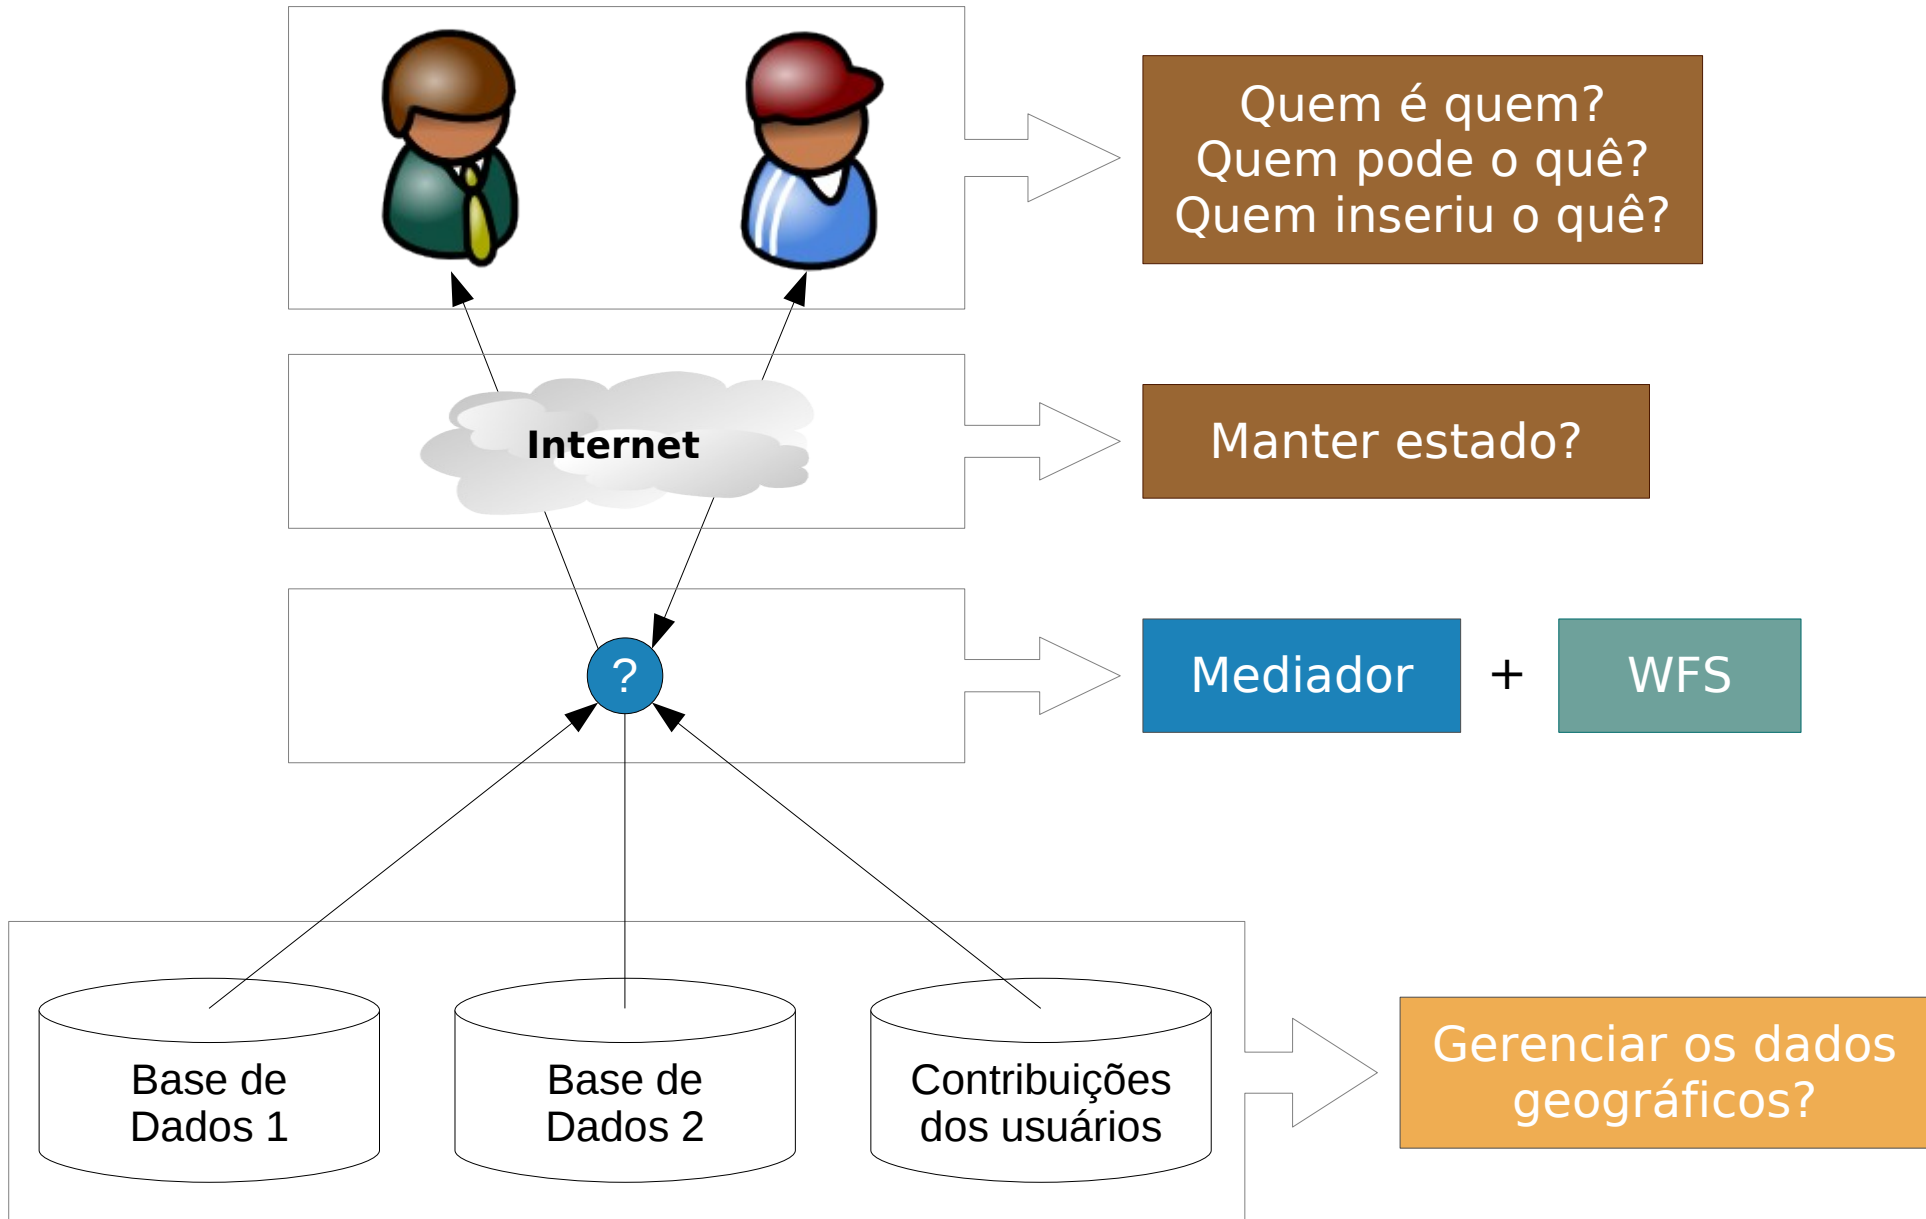 Quem é quem?
Quem pode o quê?
Quem inseriu o quê?
Internet
Manter estado?
?
Mediador
+
WFS
Base de
Dados 1
Base de
Dados 2
Contribuições
dos usuários
Gerenciar os dados
geográficos?